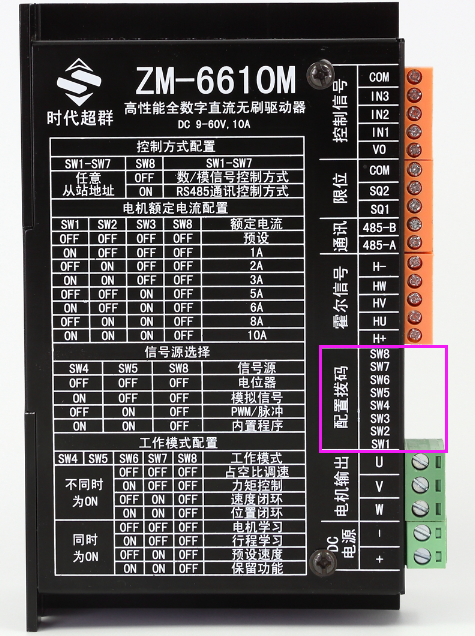 时代超群
ZM-6610M
高性能全数字直流无刷驱动器
DC 9-60V,10A
控制方式配置
SW1-SW7 SW8 SW1-SW7
任意 OFF 数/模信号控制方式
从站地址 ON RS485通讯控制方式
电机额定电流配置
SW1 SW2 SW3 SW8 额定电流
OFF OFF OFF OFF 预设
ON OFF OFF OFF 1A
OFF ON OFF OFF 2A
ON ON OFF OFF 3A
OFF OFF ON OFF 5A
ON OFF ON OFF 6A
OFF ON ON OFF 8A
ON ON ON OFF 10A
信号源选择
SW4 SW5 SW8 信号源
OFF OFF OFF 电位器
ON OFF OFF 模拟信号
OFF ON OFF PWM/脉冲
ON ON OFF 内置程序
工作模式配置
SW4 SW5 SW6 SW7 SW8 工作模式
不同时
为ON
OFF OFF OFF 占空比调速
ON OFF OFF 力矩控制
OFF ON OFF 速度闭环
ON ON OFF 位置闭环
同时
为ON
OFF OFF OFF 电机学习
ON OFF OFF 行程学习
OFF ON OFF 预设速度
ON ON OFF 保留功能
控制信号
COM
IN3
IN2
IN1
VO
限位
COM
SQ2
SQ1
通讯
485-B
485-A
霍尔信号
H-
HW
HV
HU
H+
配置拨码
SW8
SW7
SW6
SW5
SW4
SW3
SW2
SW1
电机输出
U
V
W
DC
电源
-
+